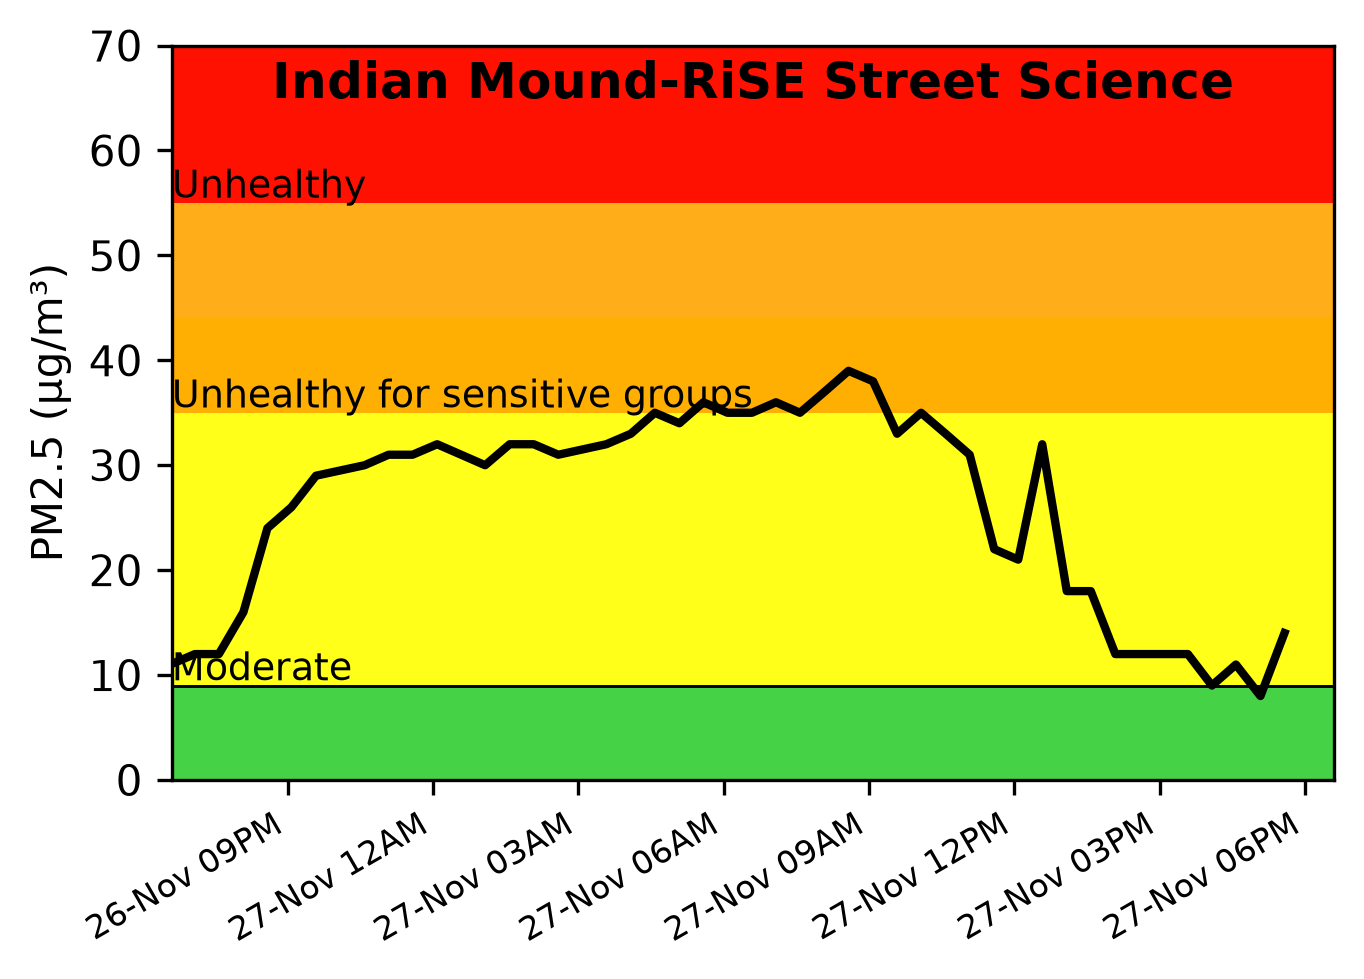 Indian Mound-RiSE Street Science
PM2.5 (µg/m³)
70
60
Unhealthy
50
40
Unhealthy for sensitive groups
30
20
10
Moderate
0
26-Nov 09PM
27-Nov 12AM
27-Nov 03AM
27-Nov 06AM
27-Nov 09AM
27-Nov 12PM
27-Nov 03PM
27-Nov 06PM